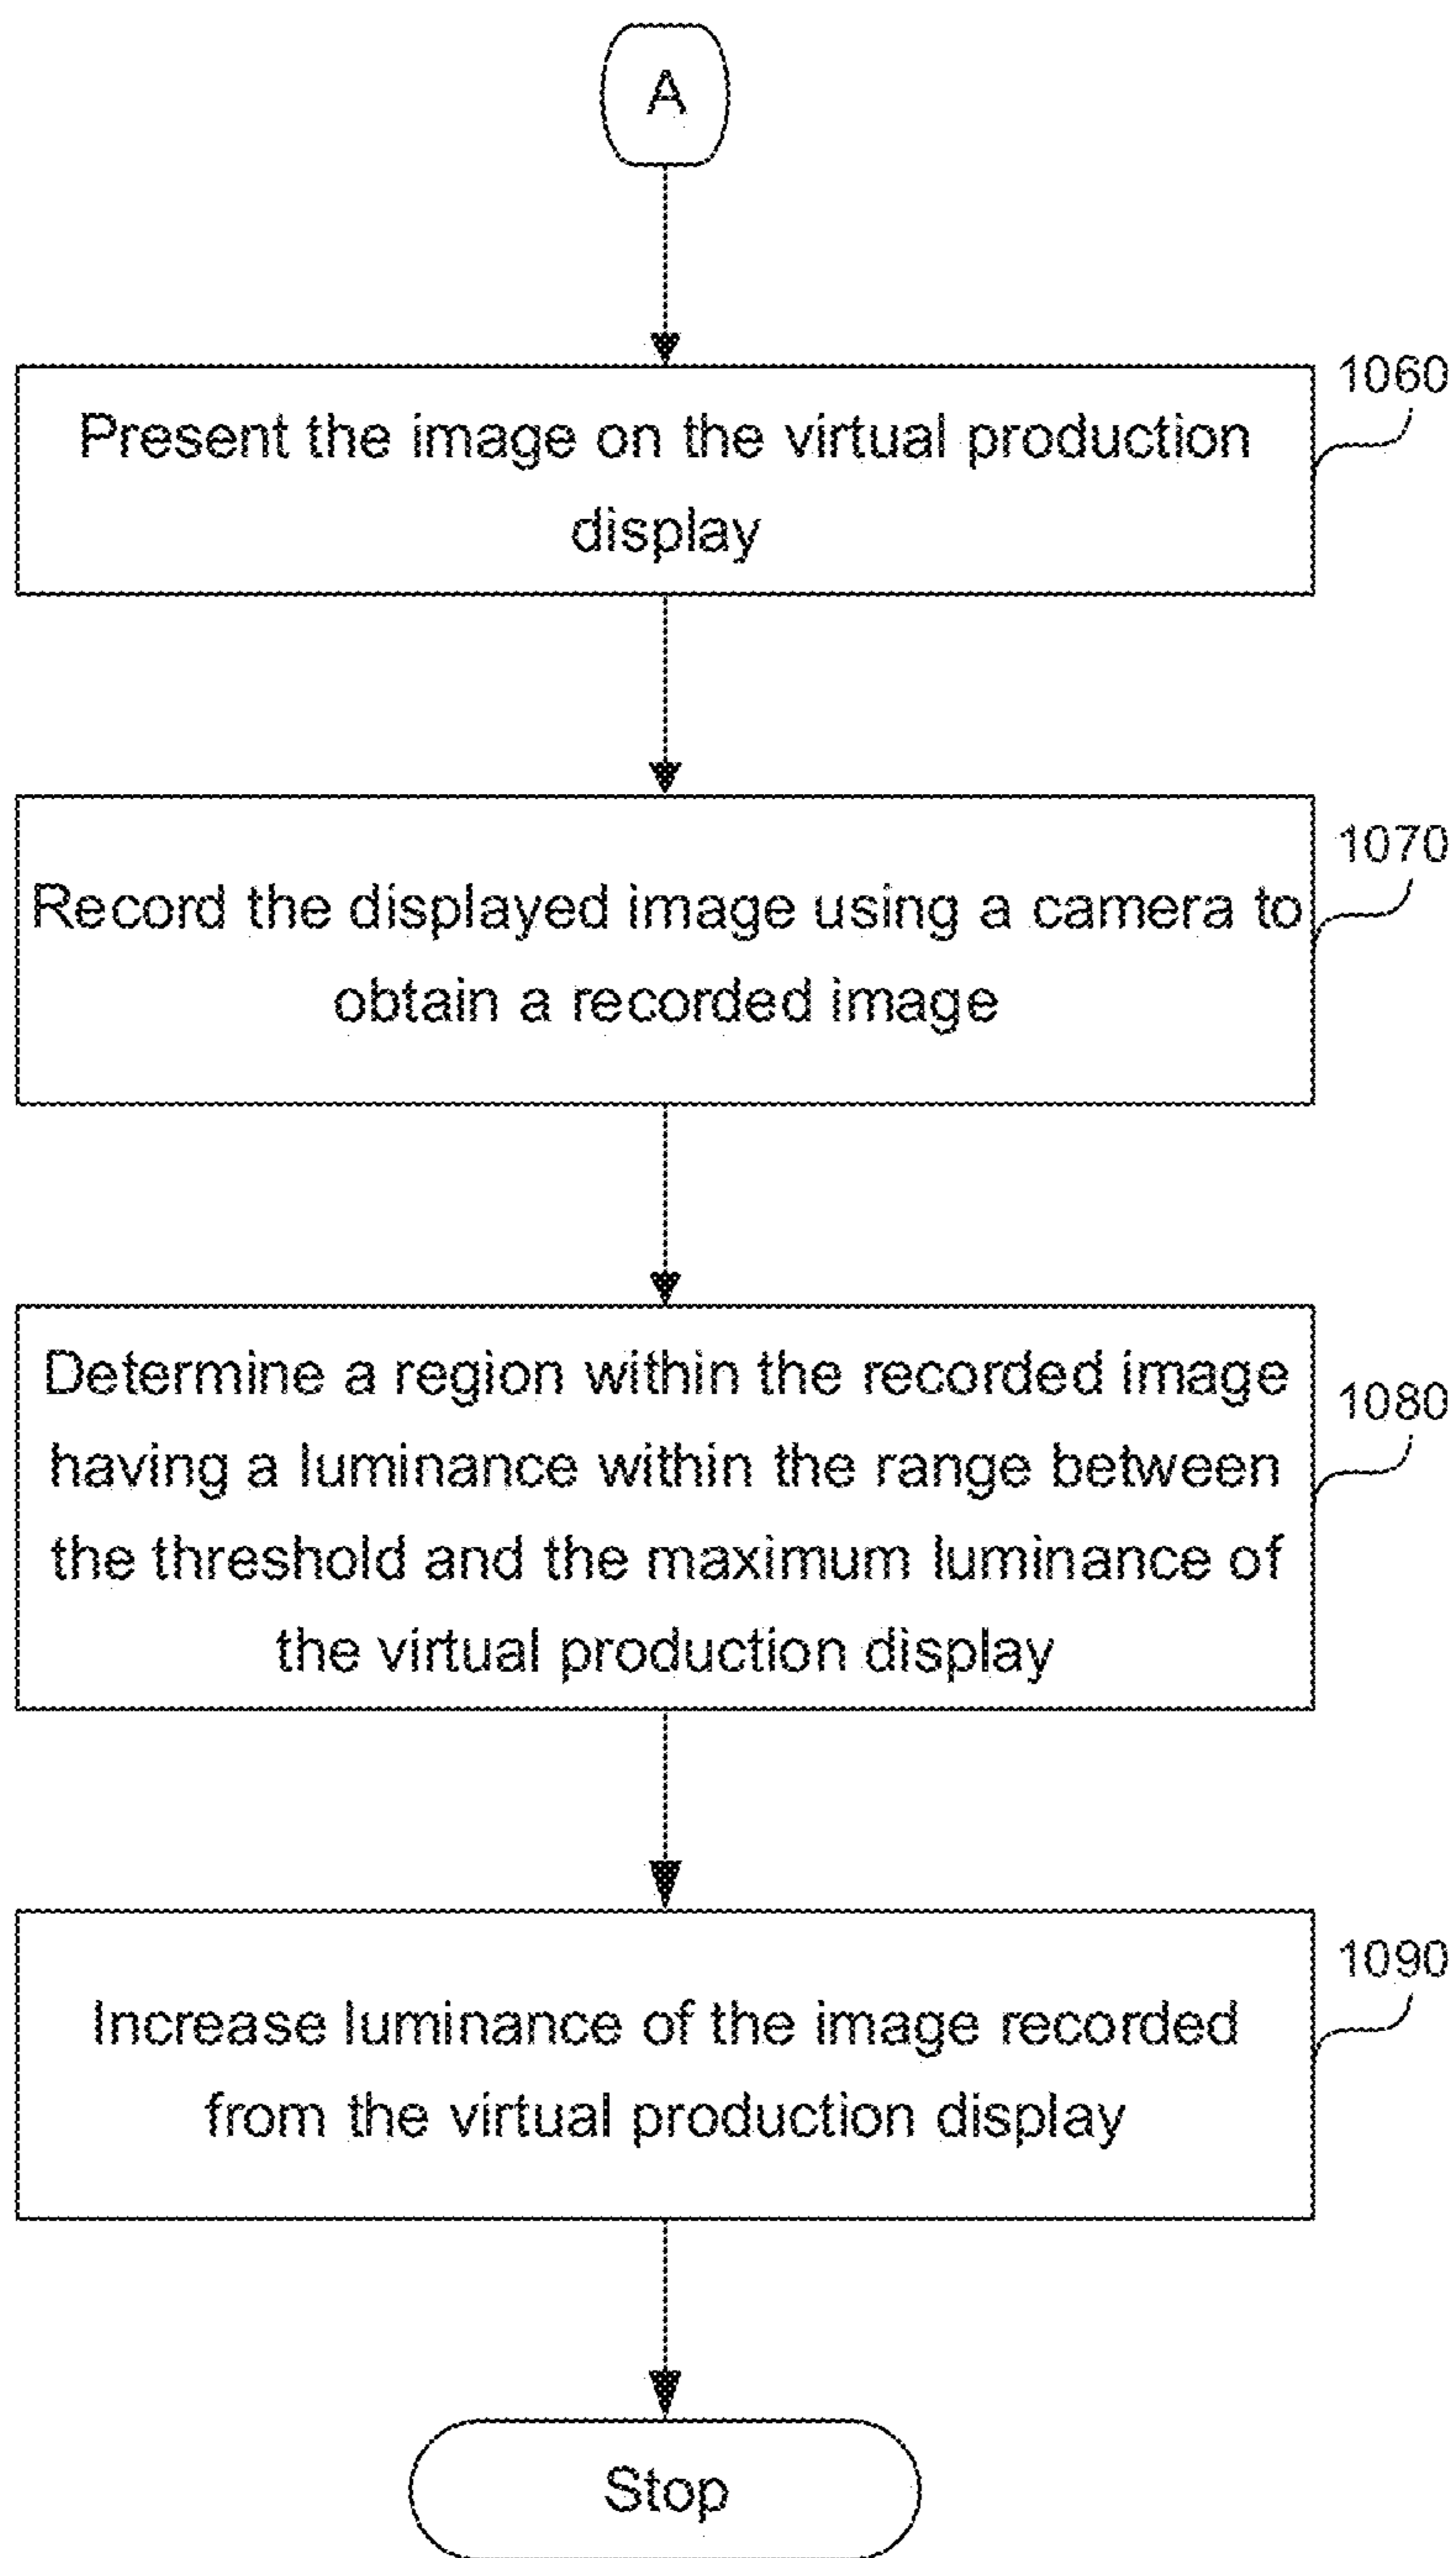 A
1060
Present the image on the virtual production
display
1070
Record the displayed image using a camera to
obtain a recorded image
1080
Determine a region within the recorded image
having a luminance within the range between
the threshold and the maximum luminance of
the virtual production display
1090
Increase luminance of the image recorded
from the virtual production display
Stop